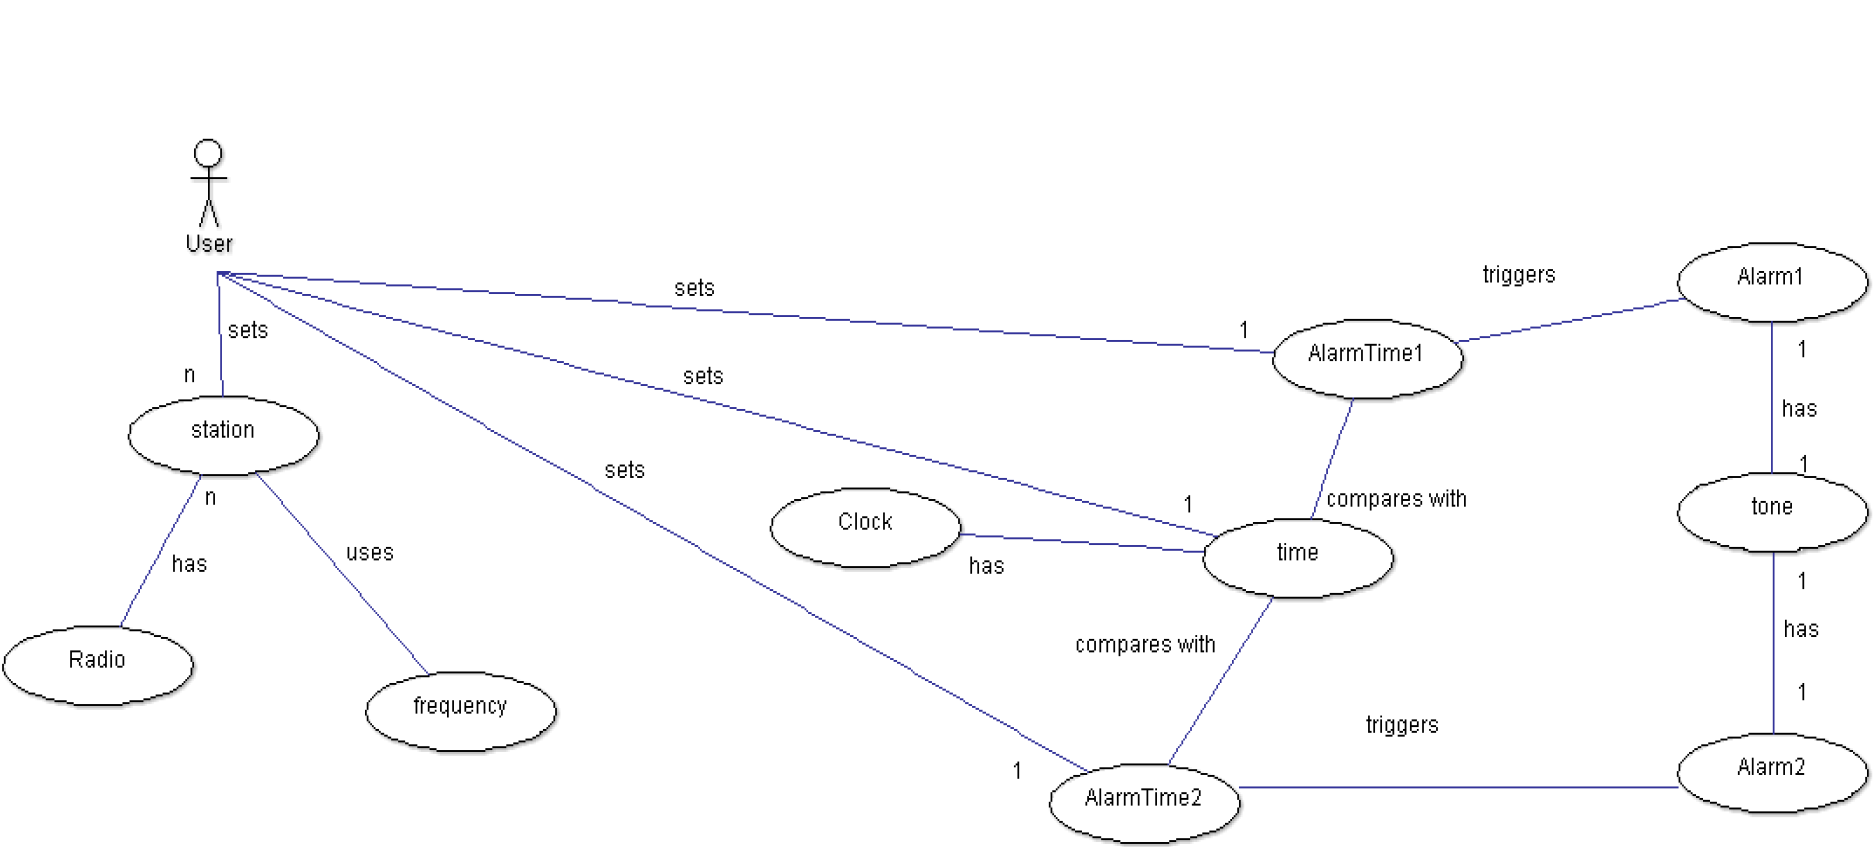 User
sets
triggers
Alarm1
sets
1
AlarmTime1
1
n
sets
has
station
sets
1
n
1
compares with
tone
Clock
time
has
uses
has
1
has
compares with
Radio
1
frequency
triggers
1
AlarmTime2
Alarm2